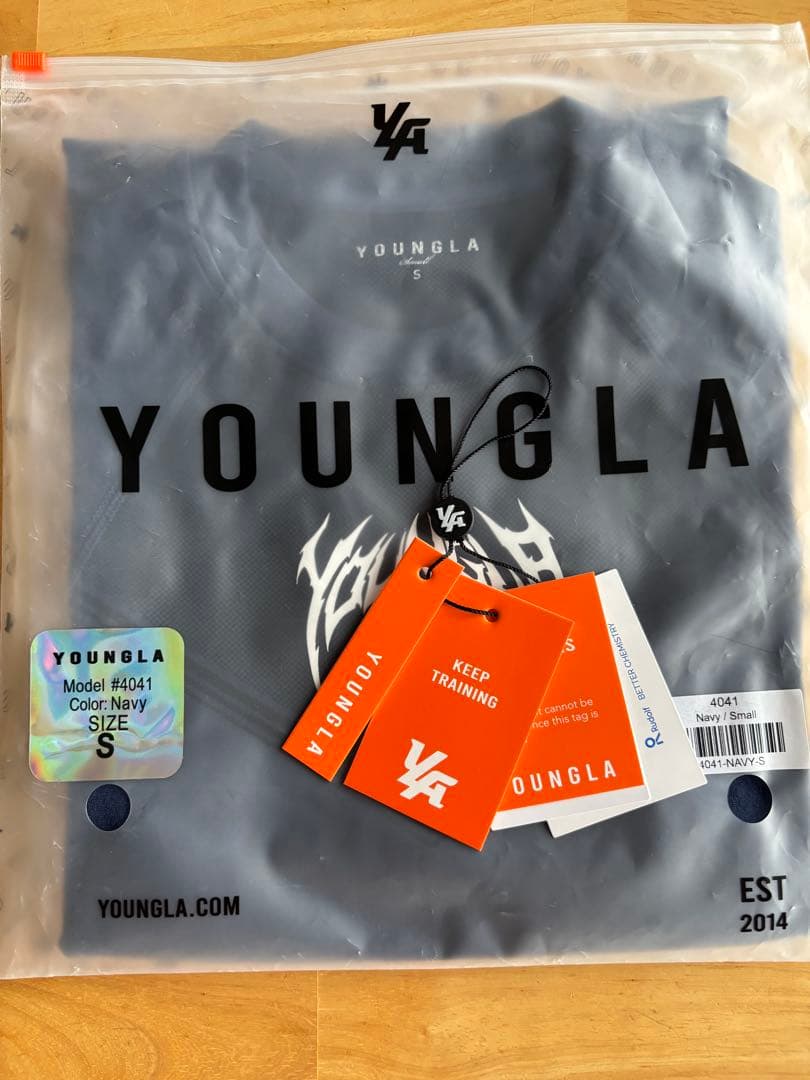 YA
YOUNGLA
Small
S
YOUNGLA
YA
YOUNGLA
YOUNGLA
KEEP
TRAINING
YA
S
t cannot be
nce this tag is
OUNGLA
Rudolf BETTER CHEMISTRY
YOUNGLA
Model #4041
Color: Navy
SIZE
S
4041
Navy / Small
4041-NAVY-S
YOUNGLA.COM
EST
2014